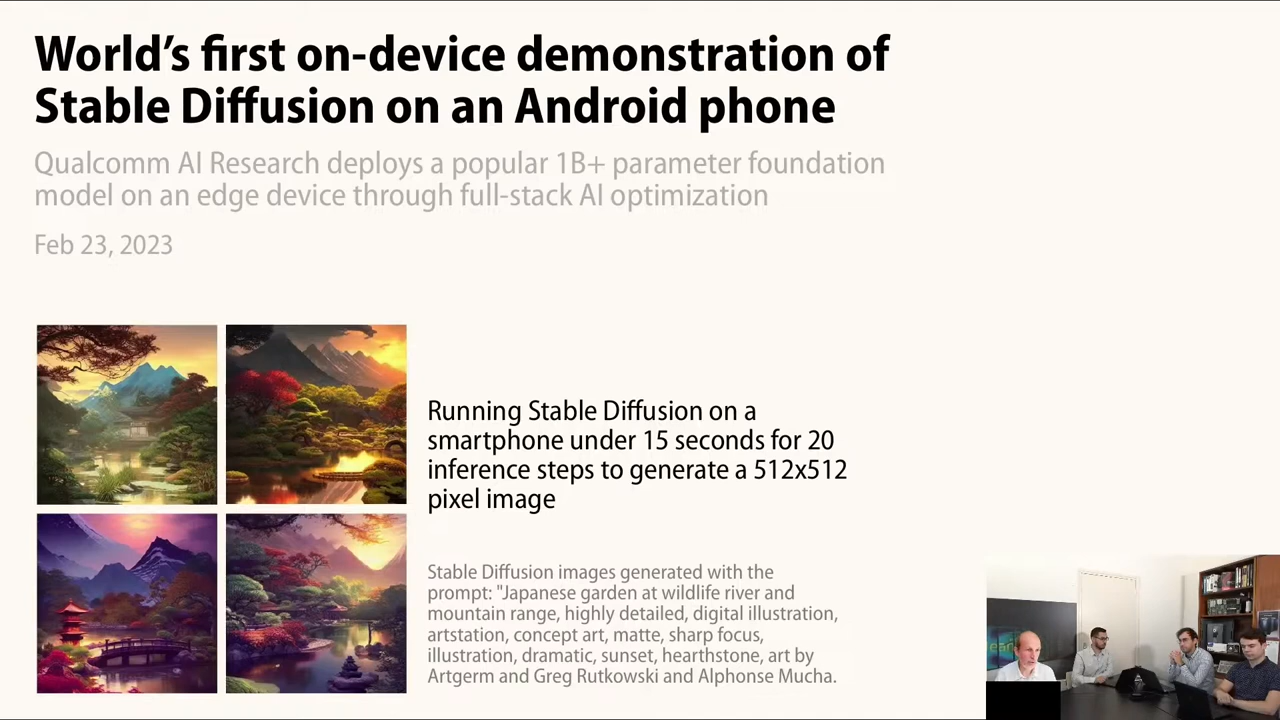 World’s first on-device demonstration of
Stable Diffusion on an Android phone
Qualcomm AI Research deploys a popular 1B+ parameter foundation
model on an edge device through full-stack AI optimization
Feb 23, 2023
Running Stable Diffusion on a
smartphone under 15 seconds for 20
inference steps to generate a 512x512
pixel image
Stable Diffusion images generated with the
prompt: "Japanese garden at wildlife river and
mountain range, highly detailed, digital illustration,
artstation, concept art, matte, sharp focus,
illustration, dramatic, sunset, hearthstone, art by
Artgerm and Greg Rutkowski and Alphonse Mucha.